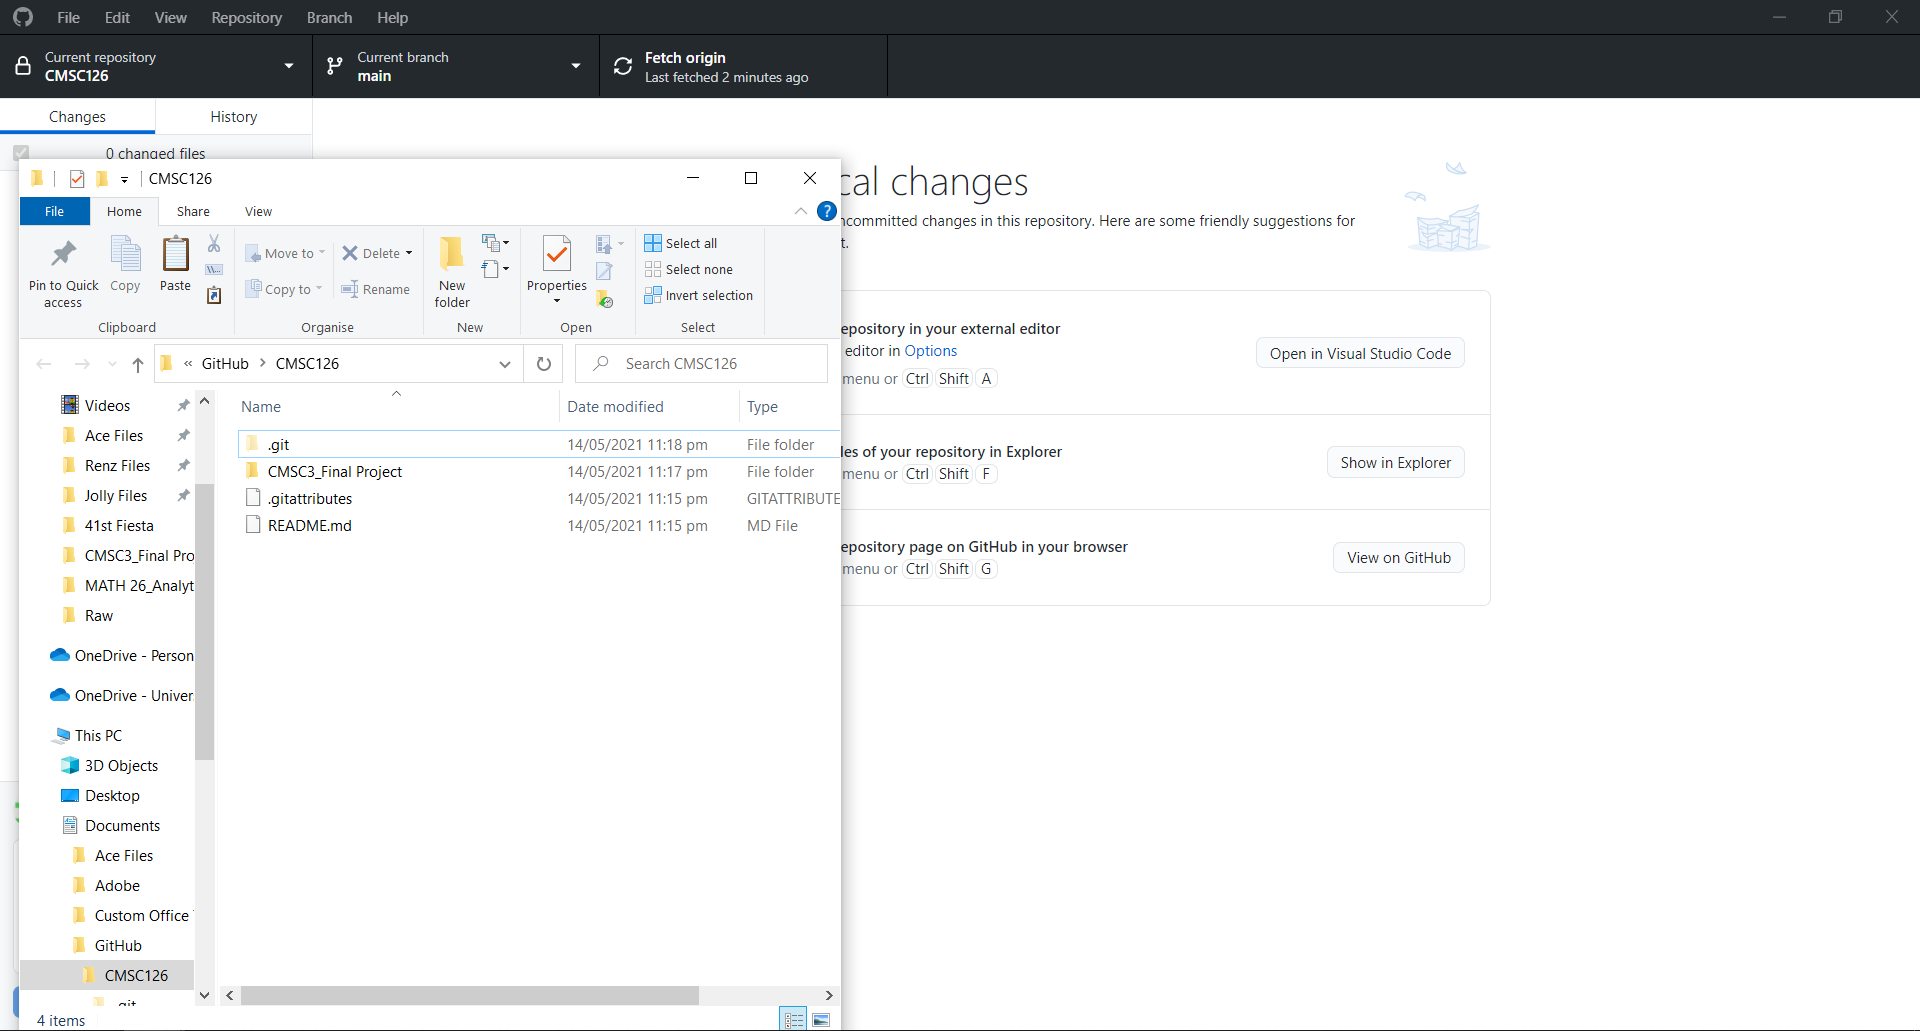 File Edit View Repository Branch Help
Current repository
CMSC126
Current branch
main
Fetch origin
Last fetched 2 minutes ago
Changes History
0 changed files
cal changes
ncommitted changes in this repository. Here are some friendly suggestions for
t.
epository in your external editor
editor in Options
menu or Ctrl Shift A
Open in Visual Studio Code
les of your repository in Explorer
menu or Ctrl Shift F
Show in Explorer
epository page on GitHub in your browser
menu or Ctrl Shift G
View on GitHub
CMSC126
File Home Share View
Pin to Quick
access
Copy
Paste
Clipboard
Move to
Copy to
Delete
Rename
Organise
New
folder
New
Properties
Open
Select all
Select none
Invert selection
Select
« GitHub > CMSC126
Search CMSC126
Name Date modified Type
.git 14/05/2021 11:18 pm File folder
CMSC3_Final Project 14/05/2021 11:17 pm File folder
.gitattributes 14/05/2021 11:15 pm GITATTRIBUTE
README.md 14/05/2021 11:15 pm MD File
Videos
Ace Files
Renz Files
Jolly Files
41st Fiesta
CMSC3_Final Pro
MATH 26_Analyt
Raw
OneDrive - Person
OneDrive - Univer
This PC
3D Objects
Desktop
Documents
Ace Files
Adobe
Custom Office
GitHub
CMSC126
.git
4 items